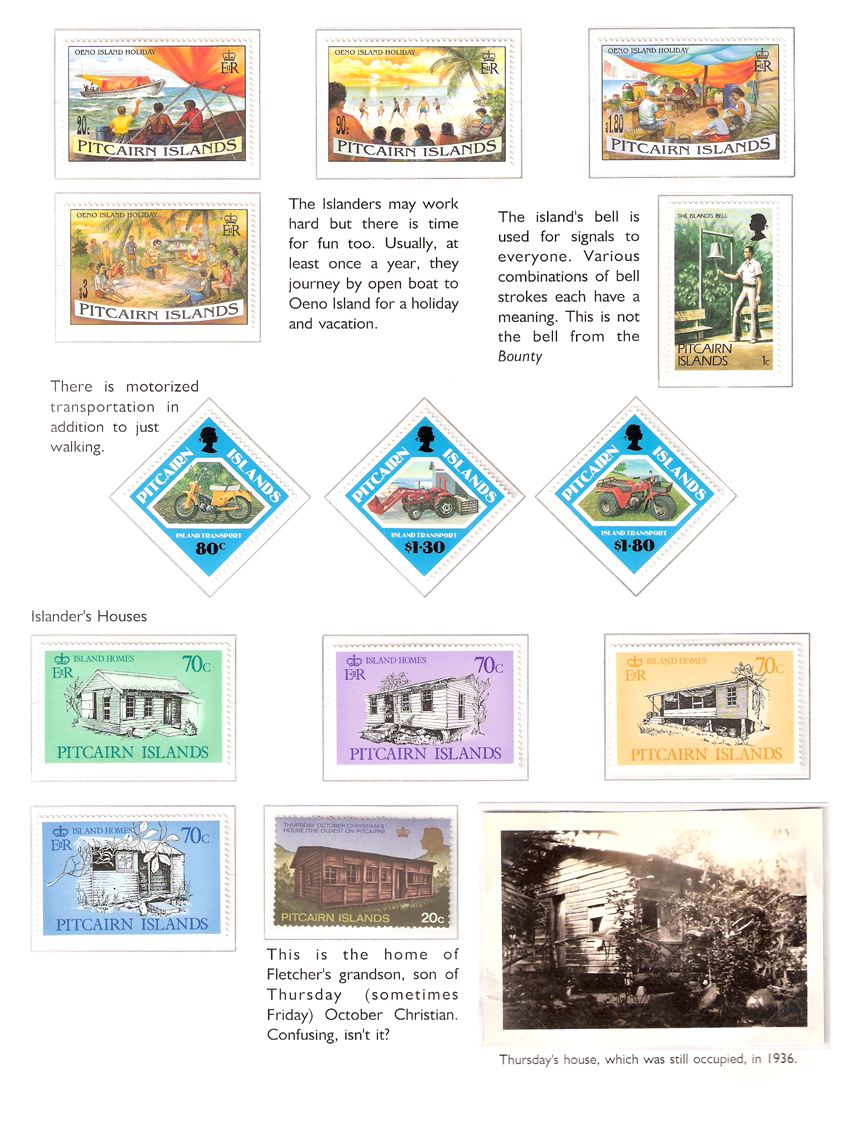 OENO ISLAND HOLIDAY
EIIR
20c
PITCAIRN ISLANDS
OENO ISLAND HOLIDAY
EIIR
90c
PITCAIRN ISLANDS
OENO ISLAND HOLIDAY
EIIR
$1.80
PITCAIRN ISLANDS
OENO ISLAND HOLIDAY
EIIR
$3
PITCAIRN ISLANDS
The Islanders may work
hard but there is time
for fun too. Usually, at
least once a year, they
journey by open boat to
Oeno Island for a holiday
and vacation.
The island's bell is
used for signals to
everyone. Various
combinations of bell
strokes each have a
meaning. This is not
the bell from the
Bounty
THE ISLAND'S BELL
PITCAIRN
ISLANDS
1c
There is motorized
transportation in
addition to just
walking.
PITCAIRN ISLANDS
ISLAND TRANSPORT
80c
PITCAIRN ISLANDS
ISLAND TRANSPORT
$1·30
PITCAIRN ISLANDS
ISLAND TRANSPORT
$1·80
Islander's Houses
ISLAND HOMES 70c
EIIR
PITCAIRN ISLANDS
ISLAND HOMES 70c
EIIR
PITCAIRN ISLANDS
ISLAND HOMES 70c
EIIR
PITCAIRN ISLANDS
ISLAND HOMES 70c
EIIR
PITCAIRN ISLANDS
THURSDAY OCTOBER CHRISTIAN'S
HOUSE (THE OLDEST ON PITCAIRN)
PITCAIRN ISLANDS 20c
This is the home of
Fletcher's grandson, son of
Thursday (sometimes
Friday) October Christian.
Confusing, isn't it?
Thursday's house, which was still occupied, in 1936.